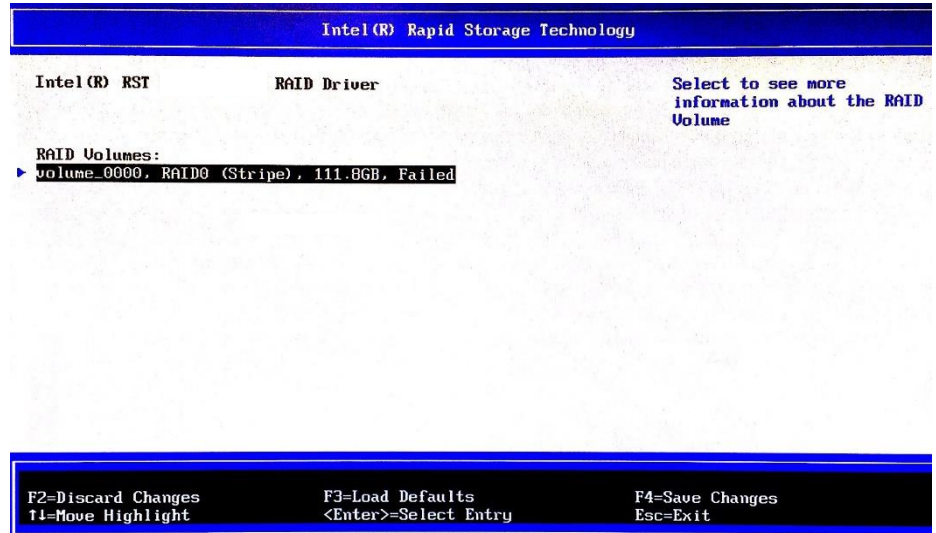 Intel(R) Rapid Storage Technology
Intel(R) RST RAID Driver
Select to see more
information about the RAID
Volume
RAID Volumes:
volume_0000, RAID0 (Stripe), 111.8GB, Failed
F2=Discard Changes F3=Load Defaults F4=Save Changes
↑↓=Move Highlight <Enter>=Select Entry Esc=Exit